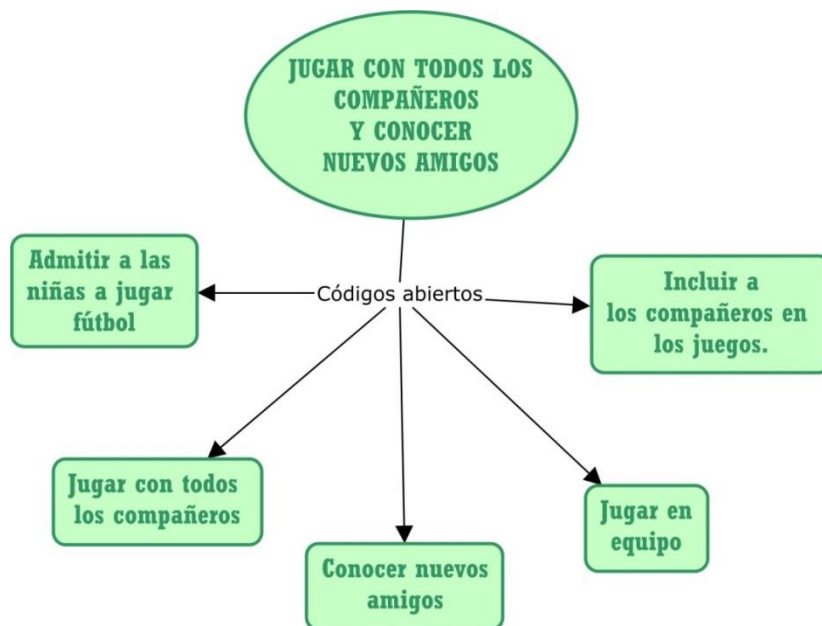 JUGAR CON TODOS LOS
COMPAÑEROS
Y CONOCER
NUEVOS AMIGOS
Admitir a las
niñas a jugar
fútbol
Códigos abiertos
Incluir a
los compañeros en
los juegos.
Jugar con todos
los compañeros
Conocer nuevos
amigos
Jugar en
equipo